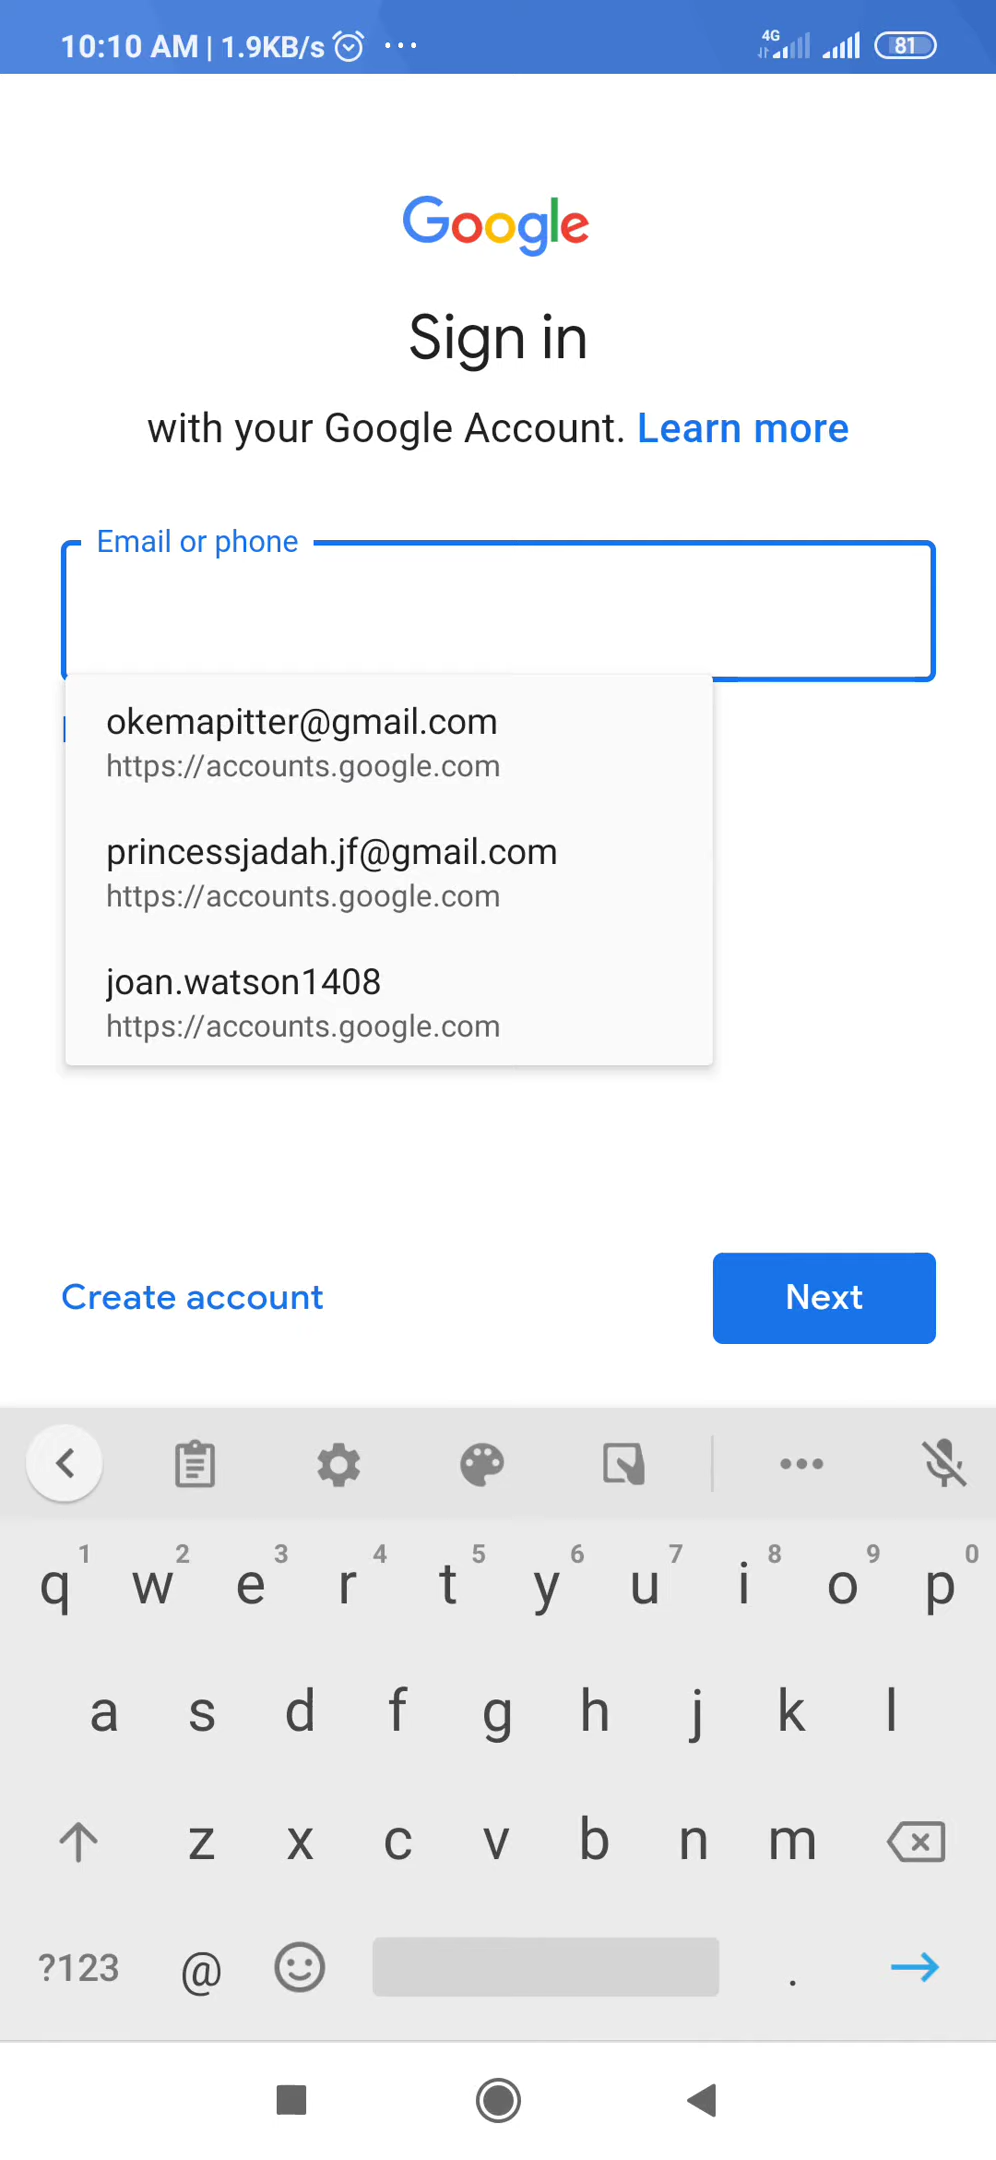 10:10 AM | 1.9KB/s ...
4G
81
Google
Sign in
with your Google Account. Learn more
Email or phone
okemapitter@gmail.com
https://accounts.google.com
princessjadah.jf@gmail.com
https://accounts.google.com
joan.watson1408
https://accounts.google.com
Create account
Next
1 2 3 4 5 6 7 8 9 0
q w e r t y u i o p
a s d f g h j k l
z x c v b n m
?123 @ .